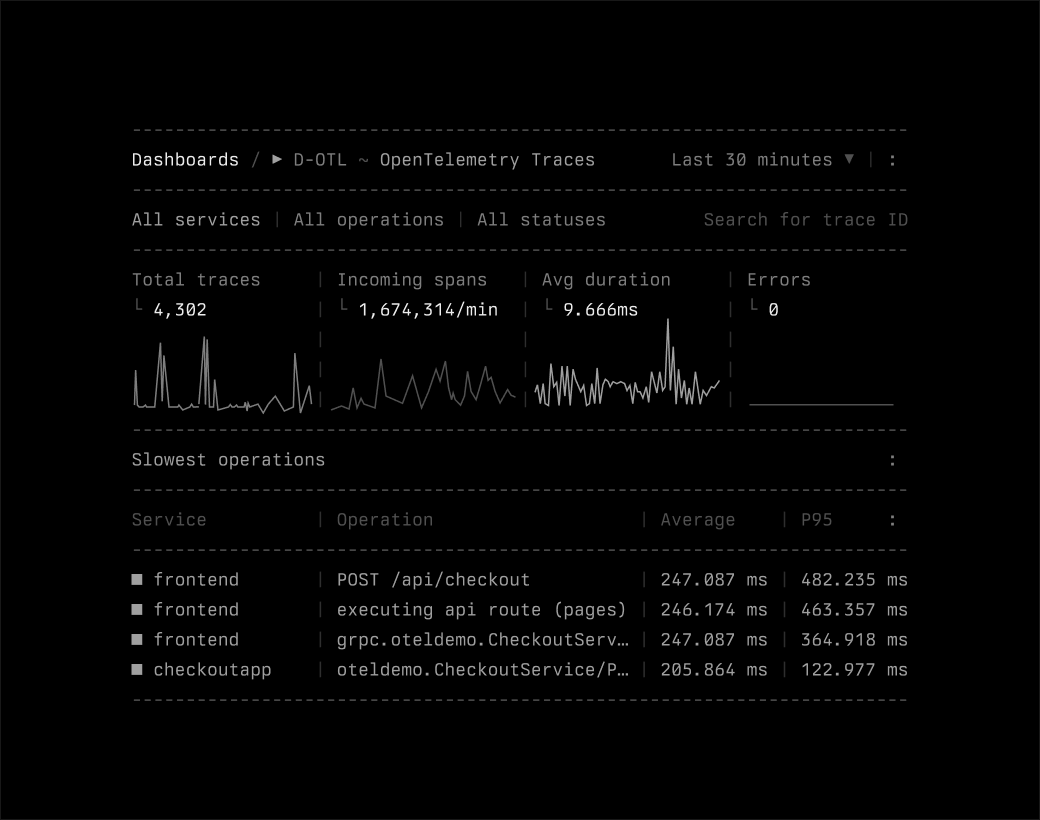 Dashboards / ▶ D-OTL ~ OpenTelemetry Traces Last 30 minutes ▼ | :
All services | All operations | All statuses Search for trace ID
Total traces | Incoming spans | Avg duration | Errors
└ 4,302 | └ 1,674,314/min | └ 9.666ms | └ 0
Slowest operations :
Service | Operation | Average | P95 :
■ frontend | POST /api/checkout | 247.087 ms | 482.235 ms
■ frontend | executing api route (pages) | 246.174 ms | 463.357 ms
■ frontend | grpc.oteldemo.CheckoutServ… | 247.087 ms | 364.918 ms
■ checkoutapp | oteldemo.CheckoutService/P… | 205.864 ms | 122.977 ms